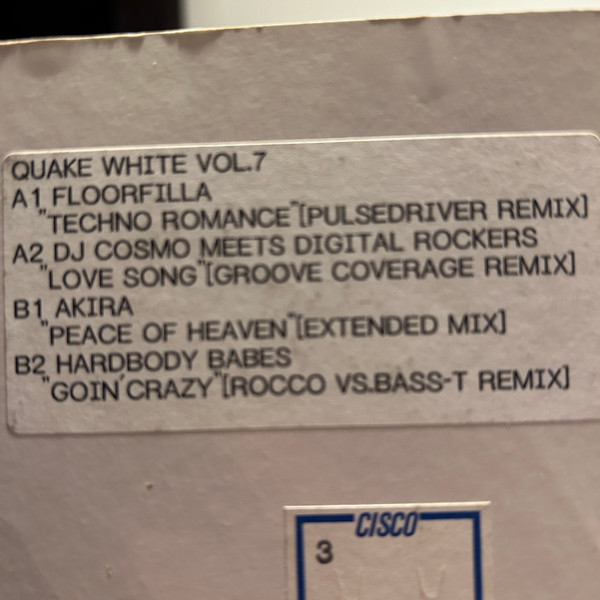 QUAKE WHITE VOL.7
A1 FLOORFILLA
"TECHNO ROMANCE"[PULSEDRIVER REMIX]
A2 DJ COSMO MEETS DIGITAL ROCKERS
"LOVE SONG"[GROOVE COVERAGE REMIX]
B1 AKIRA
"PEACE OF HEAVEN"[EXTENDED MIX]
B2 HARDBODY BABES
"GOIN'CRAZY"[ROCCO VS.BASS-T REMIX]
CISCO
3